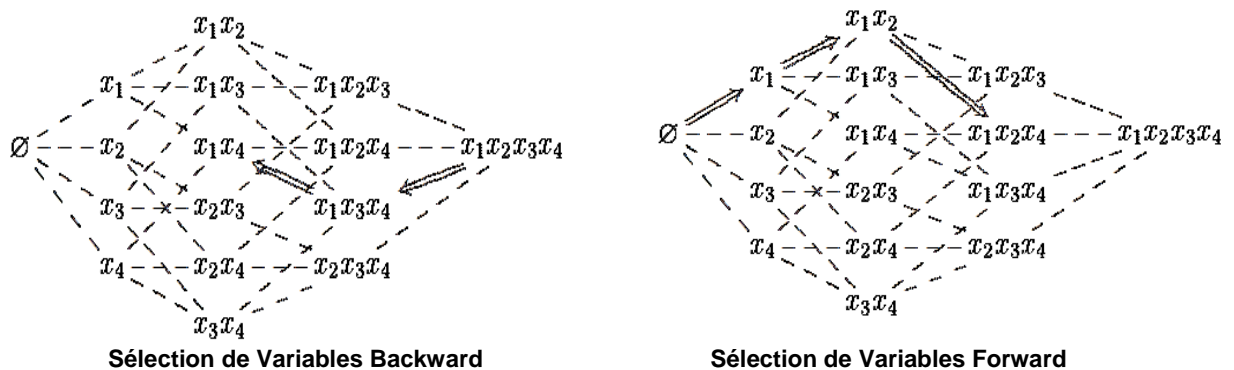 x₁x₂
x₁ x₁x₃ x₁x₂x₃
∅ x₂ x₁x₄ x₁x₂x₄ x₁x₂x₃x₄
x₃ x₂x₃ x₁x₃x₄
x₄ x₂x₄ x₂x₃x₄
x₃x₄
Sélection de Variables Backward
x₁x₂
x₁ x₁x₃ x₁x₂x₃
∅ x₂ x₁x₄ x₁x₂x₄ x₁x₂x₃x₄
x₃ x₂x₃ x₁x₃x₄
x₄ x₂x₄ x₂x₃x₄
x₃x₄
Sélection de Variables Forward